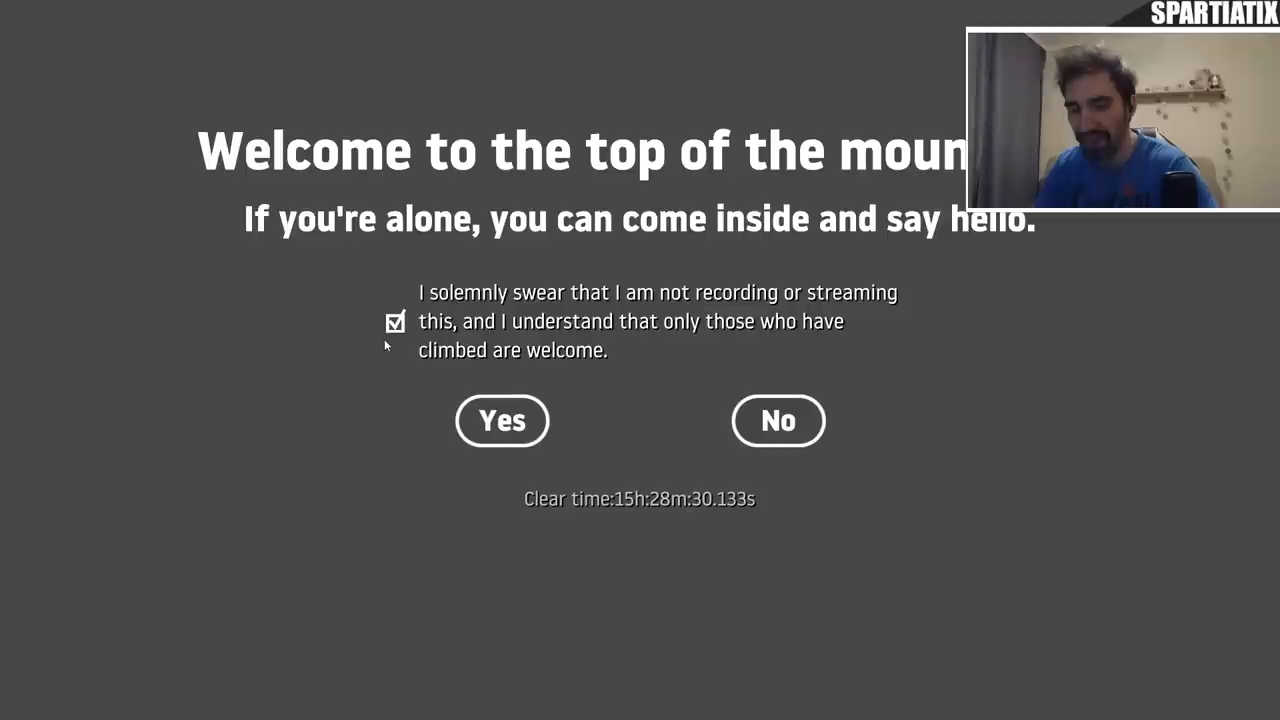 SPARTIATIX
Welcome to the top of the moun
If you're alone, you can come inside and say hello.
I solemnly swear that I am not recording or streaming
this, and I understand that only those who have
climbed are welcome.
Yes
No
Clear time:15h:28m:30.133s